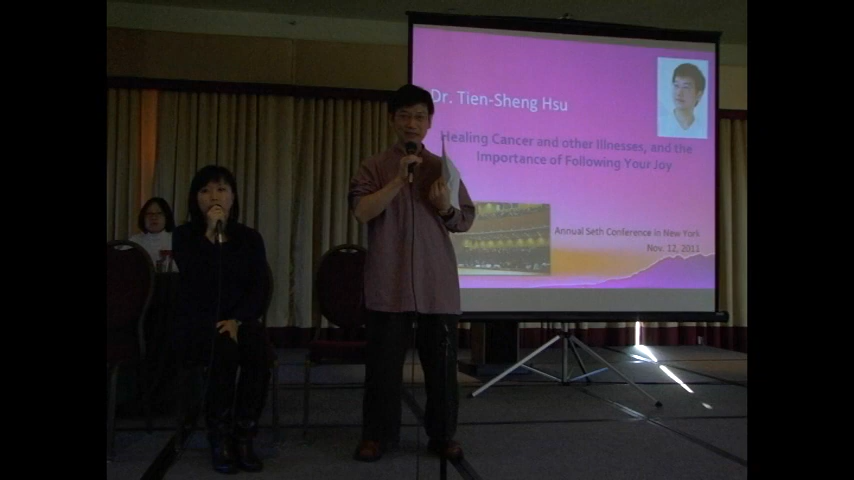 Dr. Tien-Sheng Hsu
Healing Cancer and other Illnesses, and the
Importance of Following Your Joy
Annual Seth Conference in New York
Nov. 12, 2011